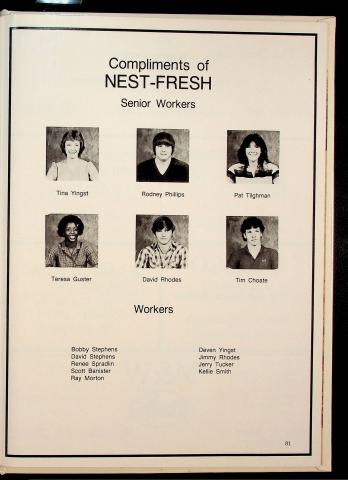 Compliments of
NEST-FRESH
Senior Workers
Tina Yingst
Rodney Phillips
Pat Tilghman
Teresa Guster
David Rhodes
Tim Choate
Workers
Bobby Stephens
David Stephens
Renee Spradlin
Scott Banister
Ray Morton
Deven Yingst
Jimmy Rhodes
Jerry Tucker
Kellie Smith
81